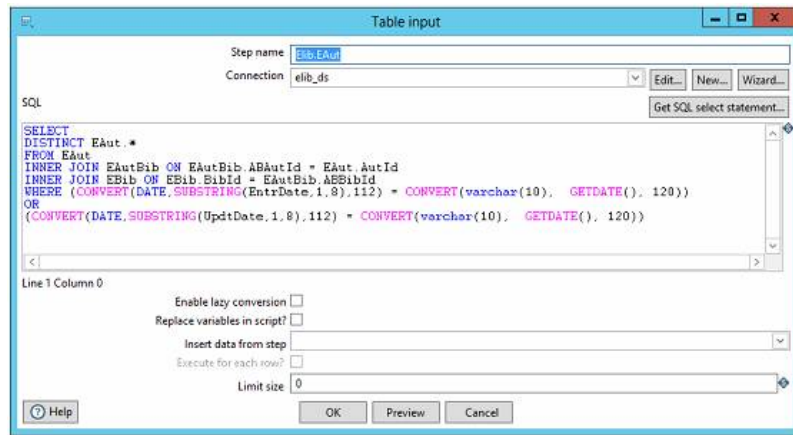 Table input
Step name Elib.EAut
Connection elib_ds Edit... New... Wizard...
SQL Get SQL select statement...
SELECT
DISTINCT EAut.*
FROM EAut
INNER JOIN EAutBib ON EAutBib.ABAutId = EAut.AutId
INNER JOIN EBib ON EBib.BibId = EAutBib.ABBibId
WHERE (CONVERT(DATE,SUBSTRING(EntrDate,1,8),112) = CONVERT(varchar(10), GETDATE(), 120))
OR
(CONVERT(DATE,SUBSTRING(UpdtDate,1,8),112) = CONVERT(varchar(10), GETDATE(), 120))
Line 1 Column 0
Enable lazy conversion
Replace variables in script?
Insert data from step
Execute for each row?
Limit size 0
Help OK Preview Cancel